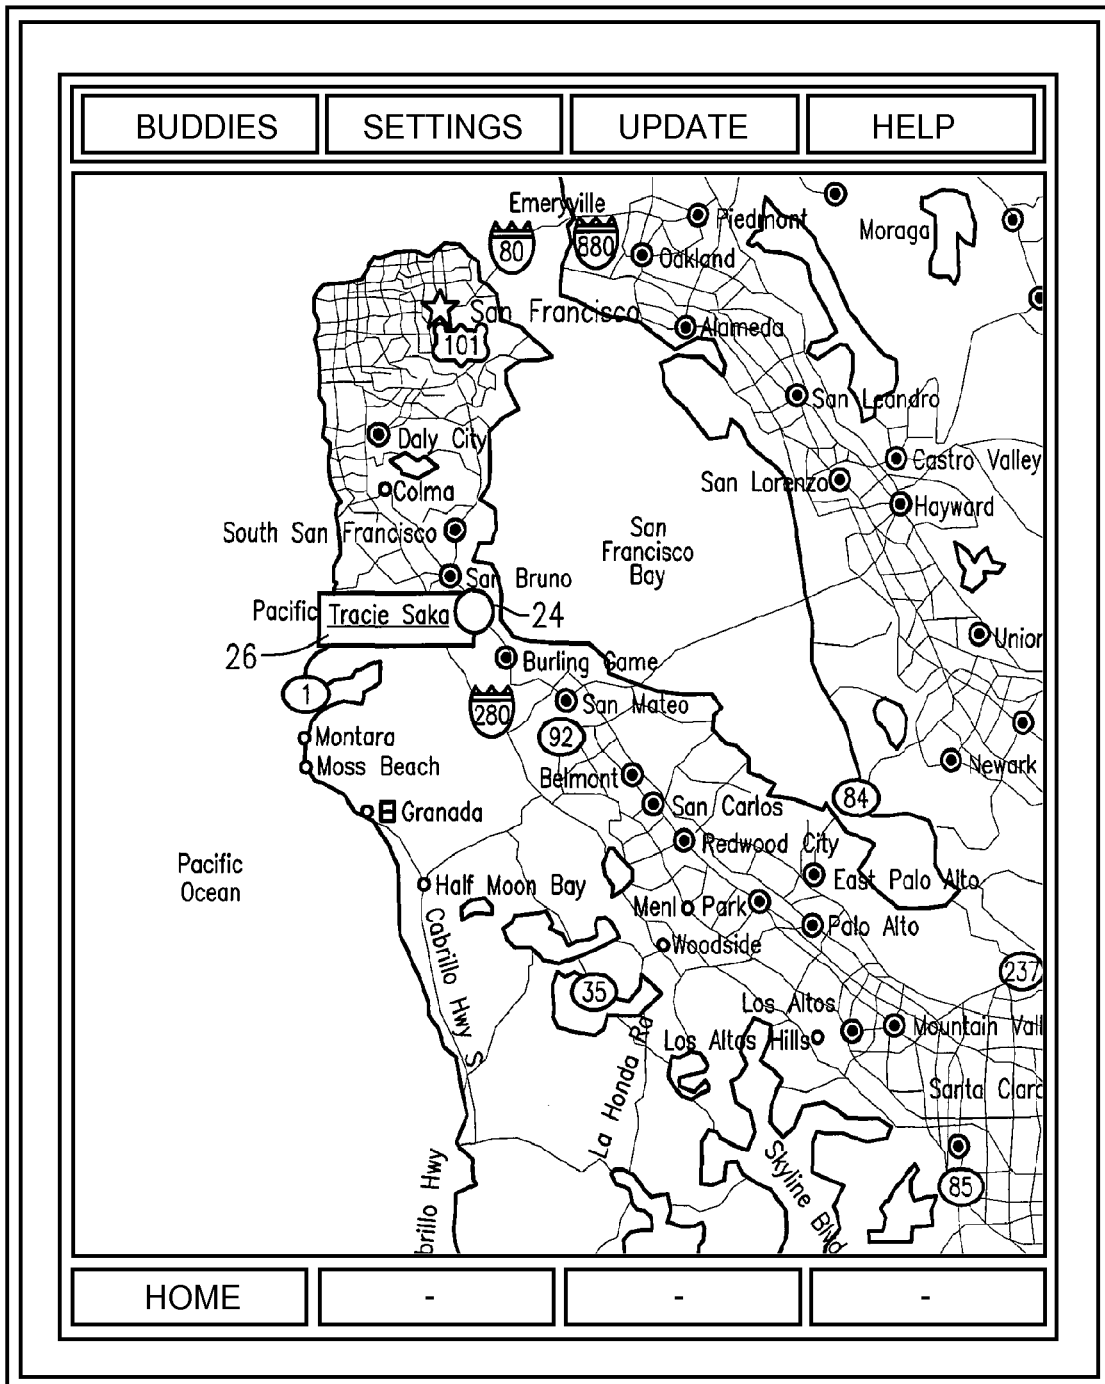 BUDDIES SETTINGS UPDATE HELP
Emeryville
Piedmont
Moraga
80
880
Oakland
San Francisco
101
Alameda
San Leandro
Daly City
Castro Valley
San Lorenzo
Colma
Hayward
South San Francisco
San
Francisco
Bay
San Bruno
Pacific
Tracie Saka
24
26
Union
Burling Game
1
280
San Mateo
92
Montara
Moss Beach
Belmont
Newark
84
San Carlos
Granada
Redwood City
Pacific
Ocean
East Palo Alto
Half Moon Bay
Menl Park
Palo Alto
Woodside
Cabrillo Hwy S
237
35
Los Altos
Mountain Vall
Los Altos Hills
La Honda Rd
Santa Clara
Skyline Blvd
85
brillo Hwy
HOME - - -